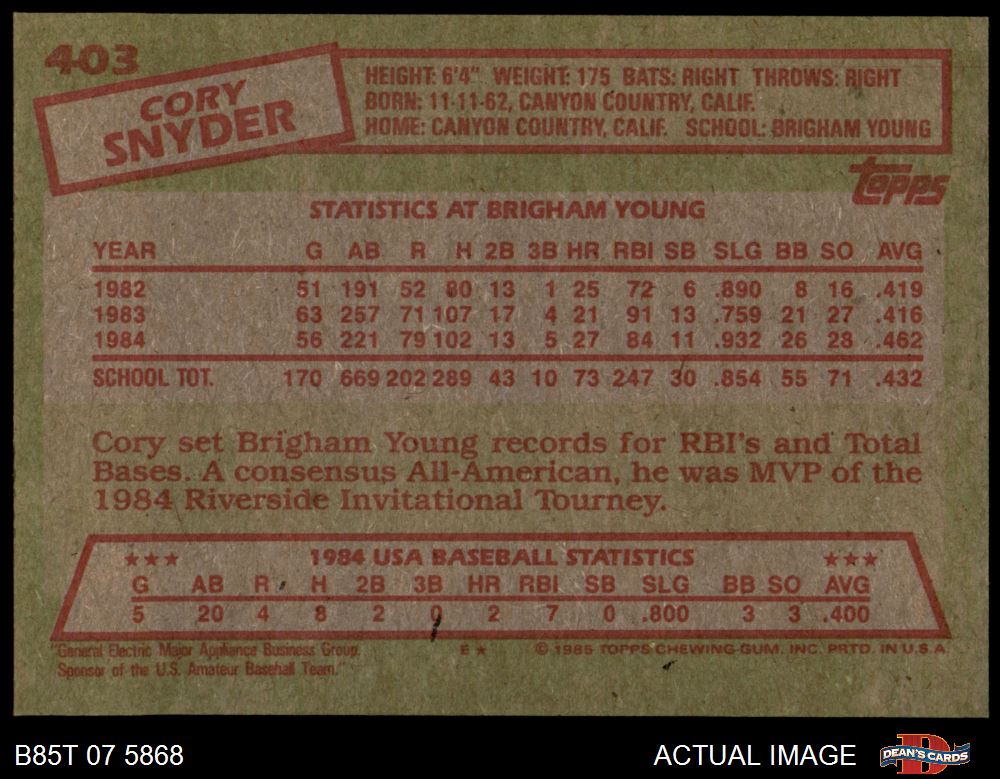 403
CORY
SNYDER
HEIGHT: 6'4" WEIGHT: 175 BATS: RIGHT THROWS: RIGHT
BORN: 11-11-62, CANYON COUNTRY, CALIF.
HOME: CANYON COUNTRY, CALIF. SCHOOL: BRIGHAM YOUNG
topps
STATISTICS AT BRIGHAM YOUNG
YEAR G AB R H 2B 3B HR RBI SB SLG BB SO AVG
1982 51 191 52 80 13 1 25 72 6 .890 8 16 .419
1983 63 257 71 107 17 4 21 91 13 .759 21 27 .416
1984 56 221 79 102 13 5 27 84 11 .932 26 28 .462
SCHOOL TOT. 170 669 202 289 43 10 73 247 30 .854 55 71 .432
Cory set Brigham Young records for RBI's and Total
Bases. A consensus All-American, he was MVP of the
1984 Riverside Invitational Tourney.
★★★ 1984 USA BASEBALL STATISTICS ★★★
G AB R H 2B 3B HR RBI SB SLG BB SO AVG
5 20 4 8 2 0 2 7 0 .800 3 3 .400
"General Electric Major Appliance Business Group.
Sponsor of the U.S. Amateur Baseball Team."
E★ © 1985 TOPPS CHEWING GUM, INC. PRTD. IN U.S.A.
B85T 07 5868
ACTUAL IMAGE
D
DEAN'S CARDS